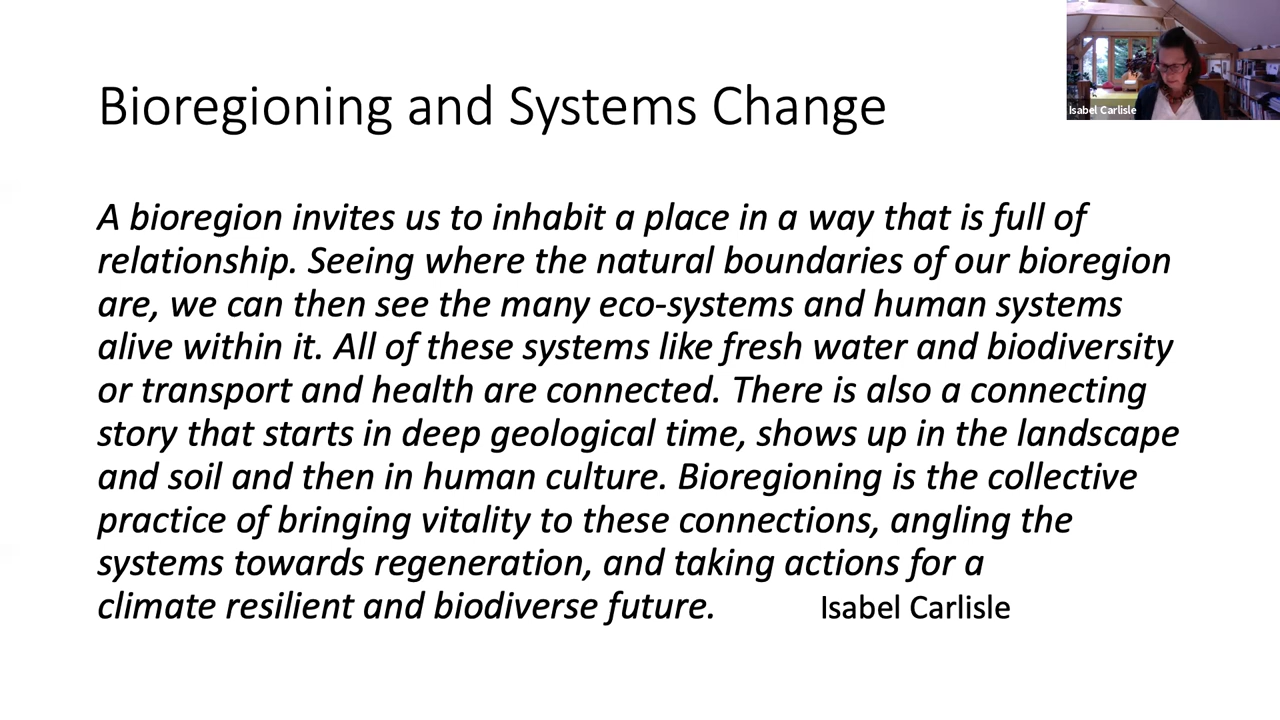 Isabel Carlisle
Bioregioning and Systems Change
A bioregion invites us to inhabit a place in a way that is full of
relationship. Seeing where the natural boundaries of our bioregion
are, we can then see the many eco-systems and human systems
alive within it. All of these systems like fresh water and biodiversity
or transport and health are connected. There is also a connecting
story that starts in deep geological time, shows up in the landscape
and soil and then in human culture. Bioregioning is the collective
practice of bringing vitality to these connections, angling the
systems towards regeneration, and taking actions for a
climate resilient and biodiverse future. Isabel Carlisle